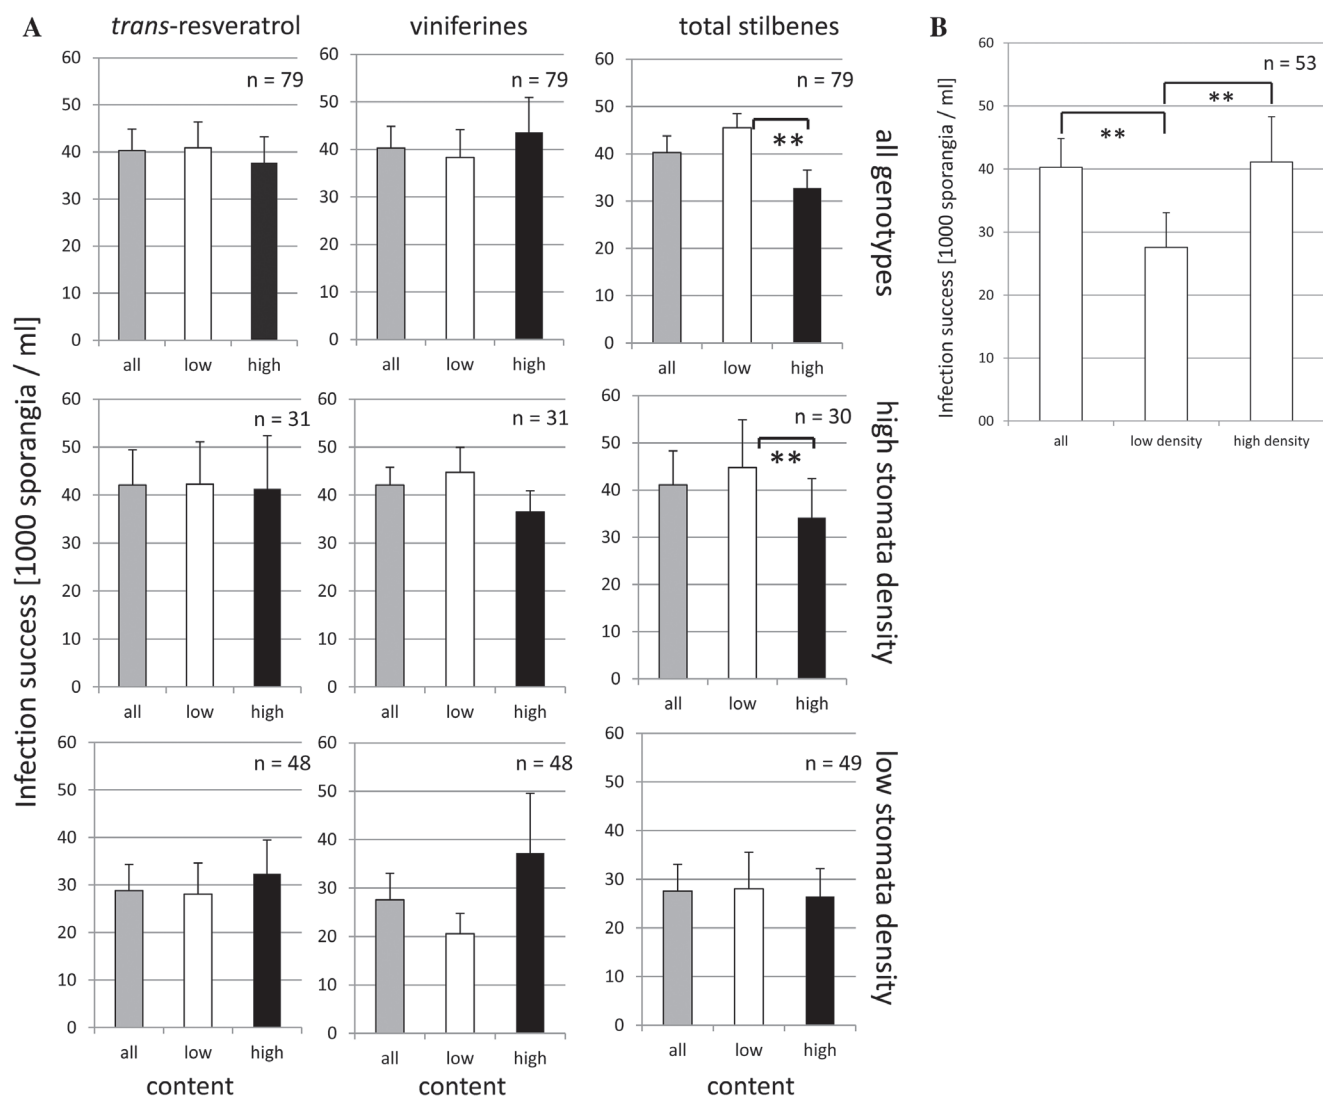 A
trans-resveratrol
viniferines
total stilbenes
B
Infection success [1000 sporangia / ml]
60
50
40
30
20
10
0
n = 79
all
low
high
60
50
40
30
20
10
0
n = 79
all
low
high
60
50
40
30
20
10
0
n = 79
**
all
low
high
all genotypes
60
50
40
30
20
10
0
n = 31
all
low
high
60
50
40
30
20
10
0
n = 31
all
low
high
60
50
40
30
20
10
0
n = 30
**
all
low
high
high stomata density
60
50
40
30
20
10
0
n = 48
all
low
high
content
60
50
40
30
20
10
0
n = 48
all
low
high
content
60
50
40
30
20
10
0
n = 49
all
low
high
content
low stomata density
Infection success [1000 sporangia / ml]
60
50
40
30
20
10
00
n = 53
**
**
all
low density
high density